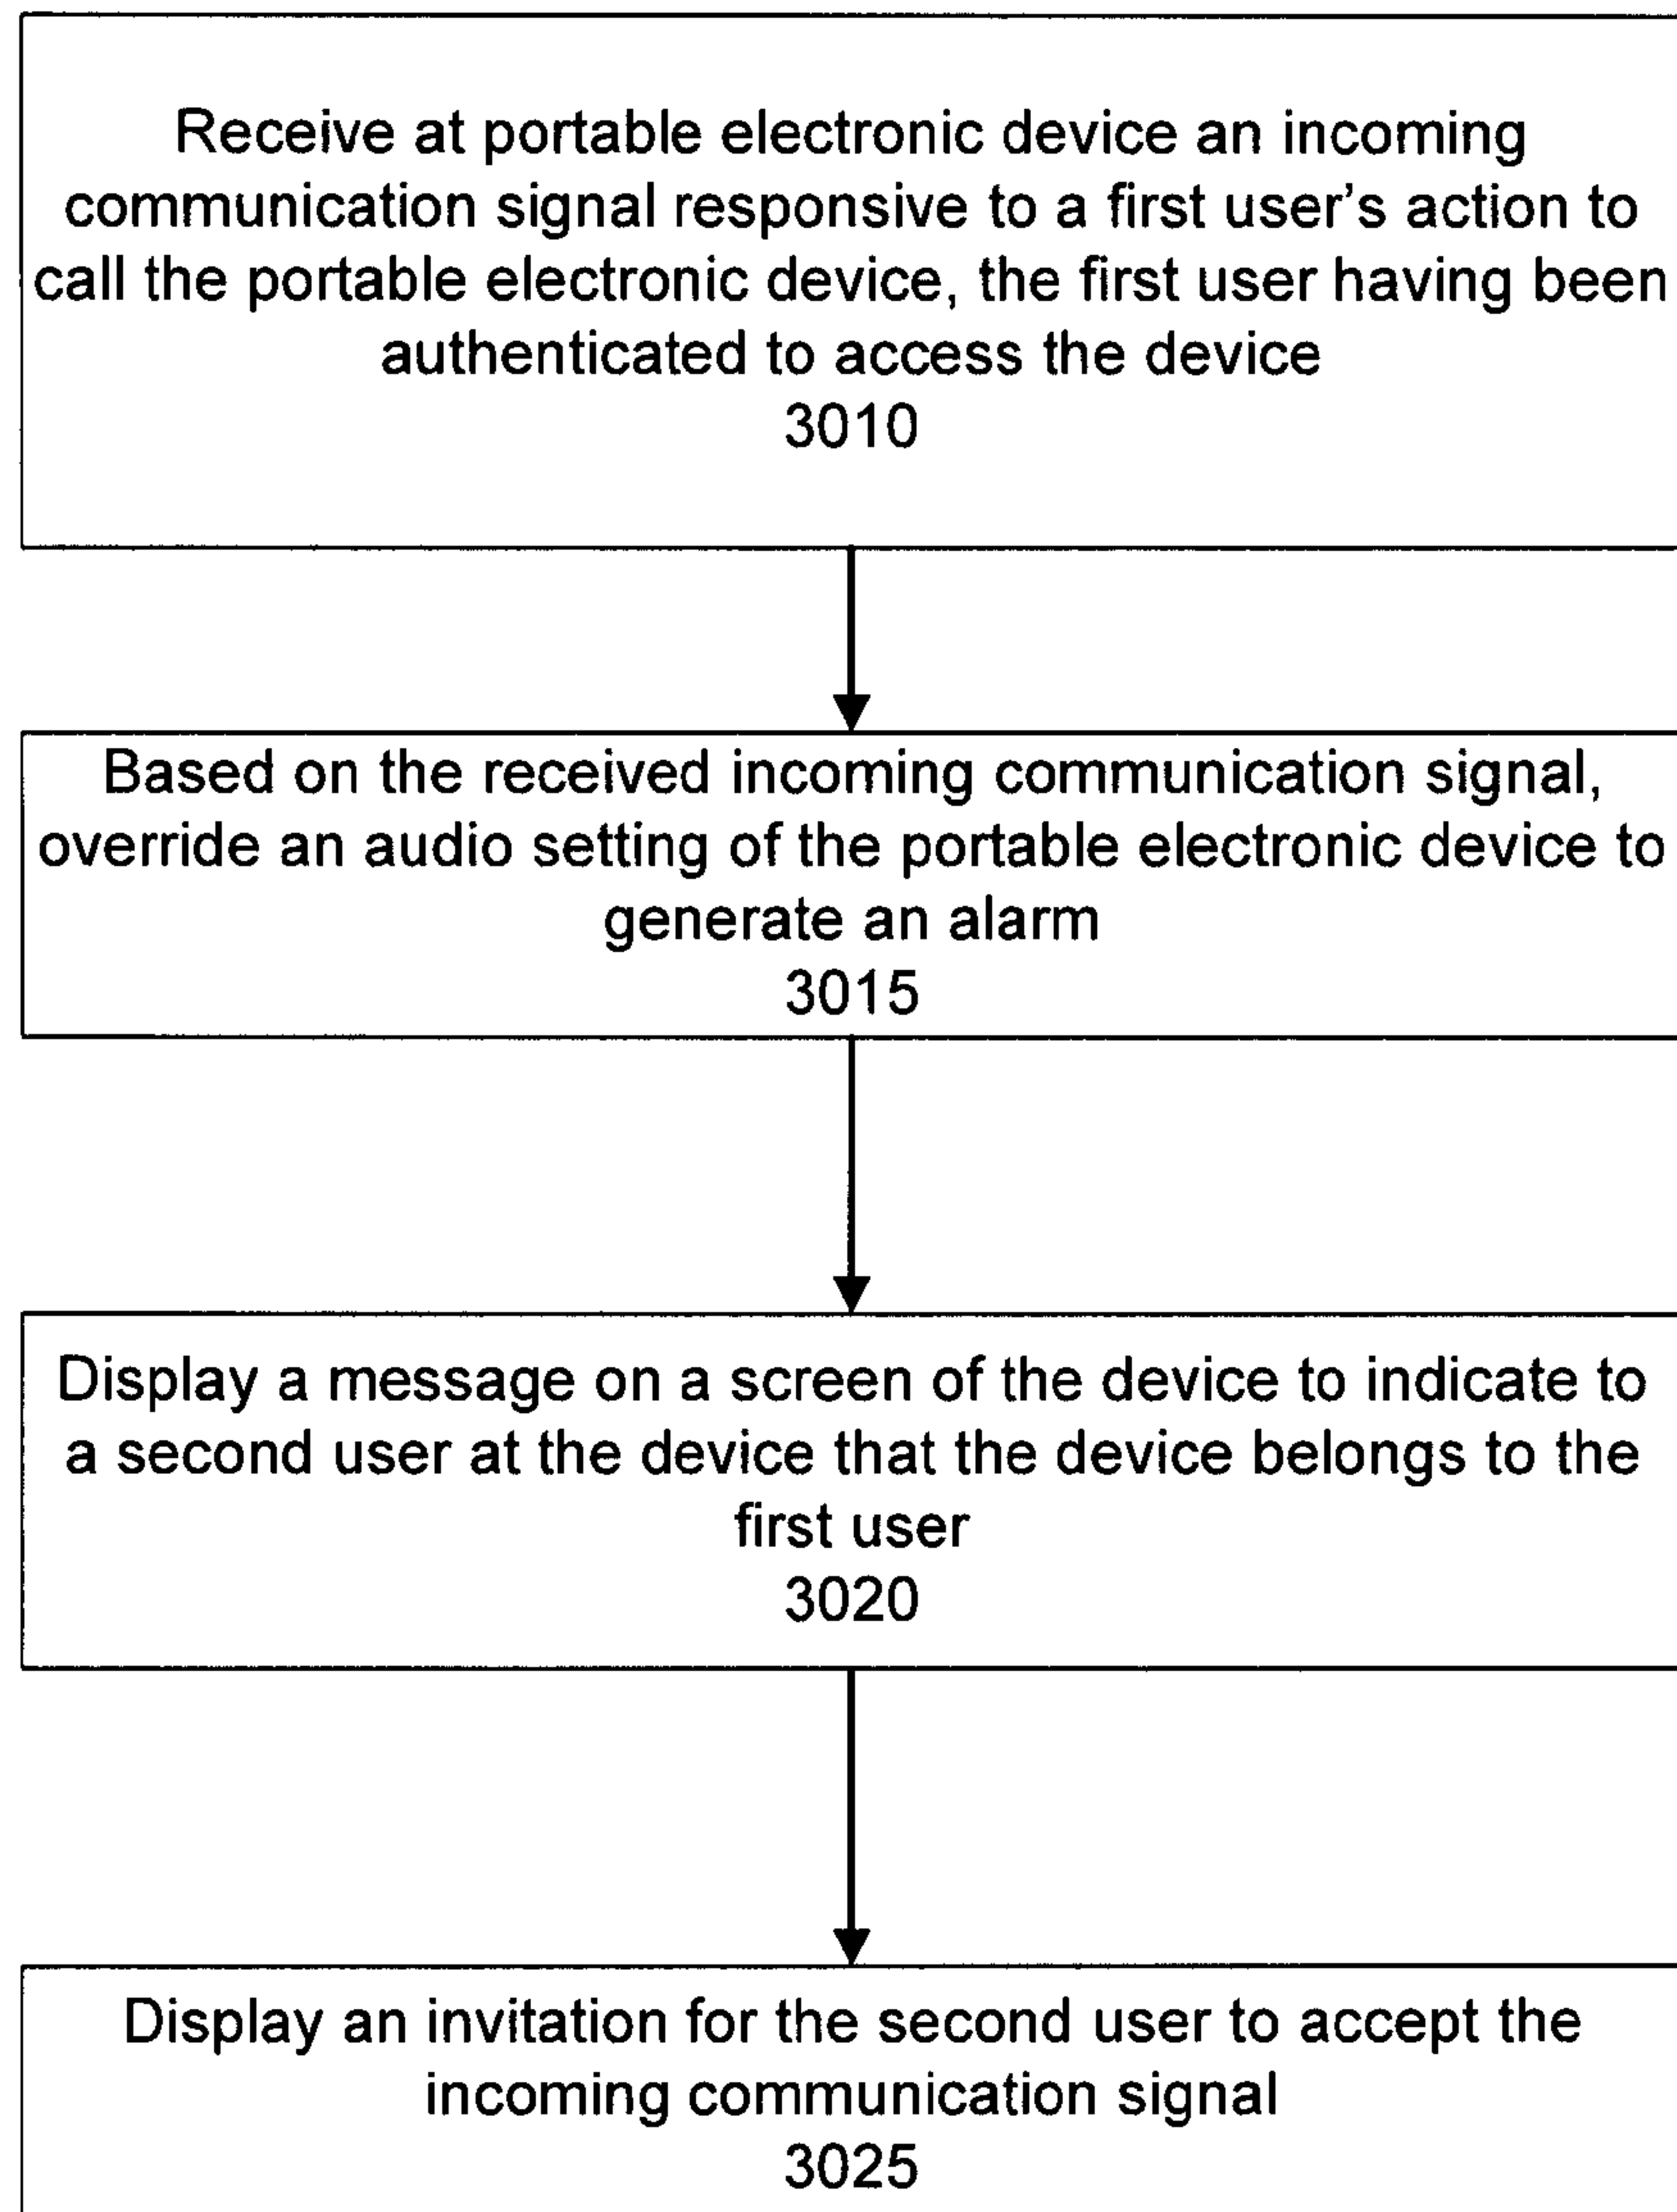 Receive at portable electronic device an incoming
communication signal responsive to a first user's action to
call the portable electronic device, the first user having been
authenticated to access the device
3010
Based on the received incoming communication signal,
override an audio setting of the portable electronic device to
generate an alarm
3015
Display a message on a screen of the device to indicate to
a second user at the device that the device belongs to the
first user
3020
Display an invitation for the second user to accept the
incoming communication signal
3025